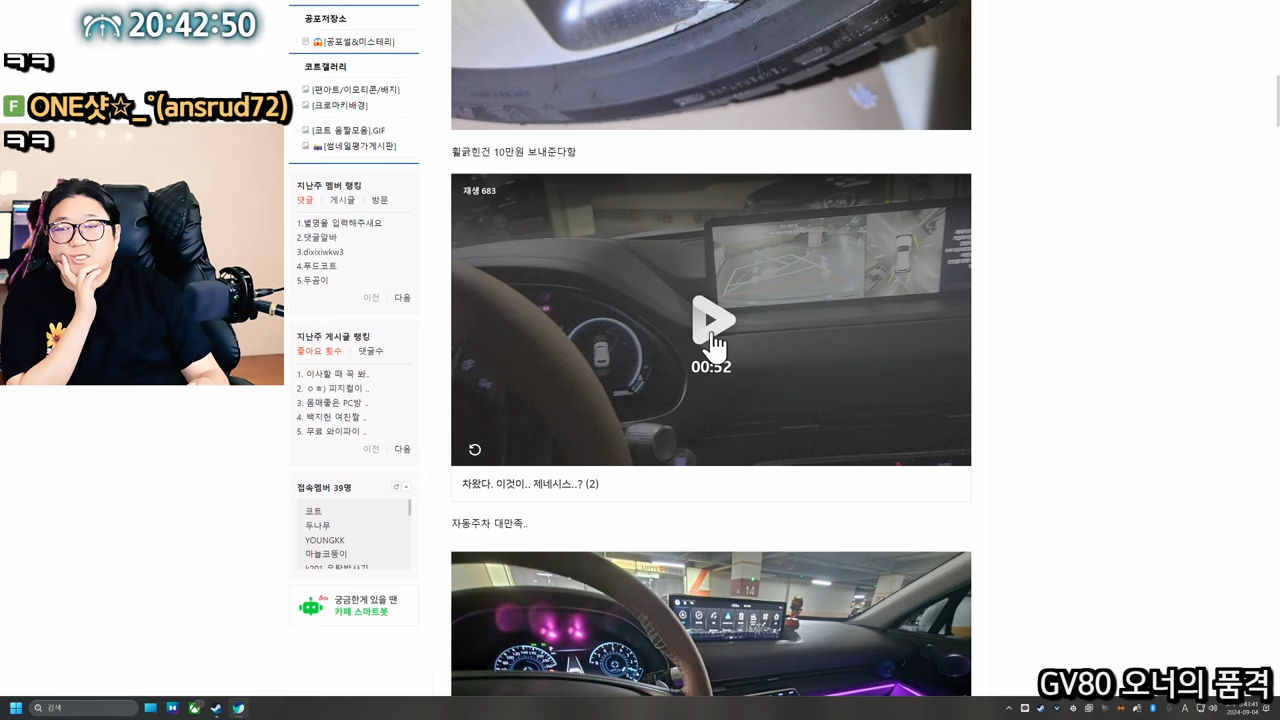 20:42:50
ㅋㅋ
F ONE샷☆_˚(ansrud72)
ㅋㅋ
공포저장소
[공포썰&미스터리]
코트갤러리
[팬아트/이모티콘/배지]
[크로마키배경]
[코트 움짤모음].GIF
[썸네일평가게시판]
지난주 멤버 랭킹
댓글 게시글 방문
1.별명을 입력해주새요
2.댓글알바
3.dixixiwkw3
4.푸드코트
5.두곰이
이전 다음
지난주 게시글 랭킹
좋아요 횟수 댓글수
1. 이사할 때 꼭 봐..
2. ㅇㅎ) 피지컬이 ..
3. 몸매좋은 PC방 ..
4. 백지헌 여친짤 ..
5. 무료 와이파이 ..
이전 다음
접속멤버 39명
코트
두나무
YOUNGKK
마늘코뚱이
궁금한게 있을 땐
카페 스마트봇
휠긁힌건 10만원 보내준다함
재생 683
00:52
차왔다. 이것이.. 제네시스..? (2)
자동주차 대만족..
14
GV80 오너의 품격
검색
2024-09-04